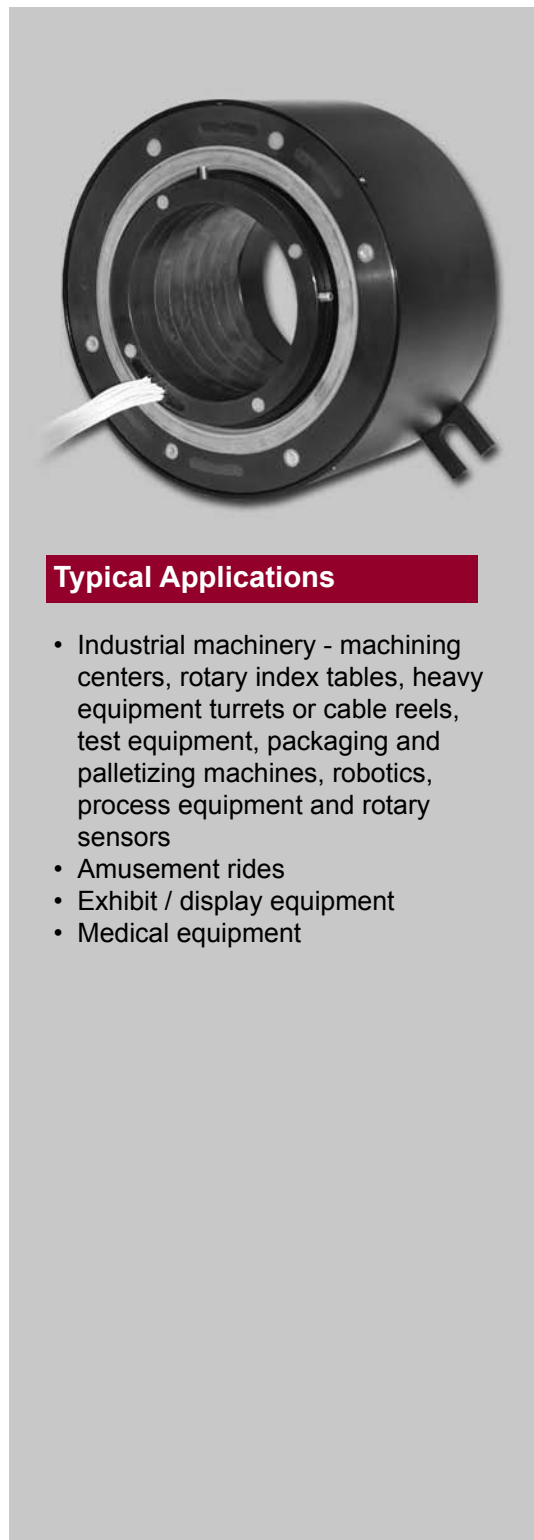 Typical Applications
• Industrial machinery - machining
centers, rotary index tables, heavy
equipment turrets or cable reels,
test equipment, packaging and
palletizing machines, robotics,
process equipment and rotary
sensors
• Amusement rides
• Exhibit / display equipment
• Medical equipment